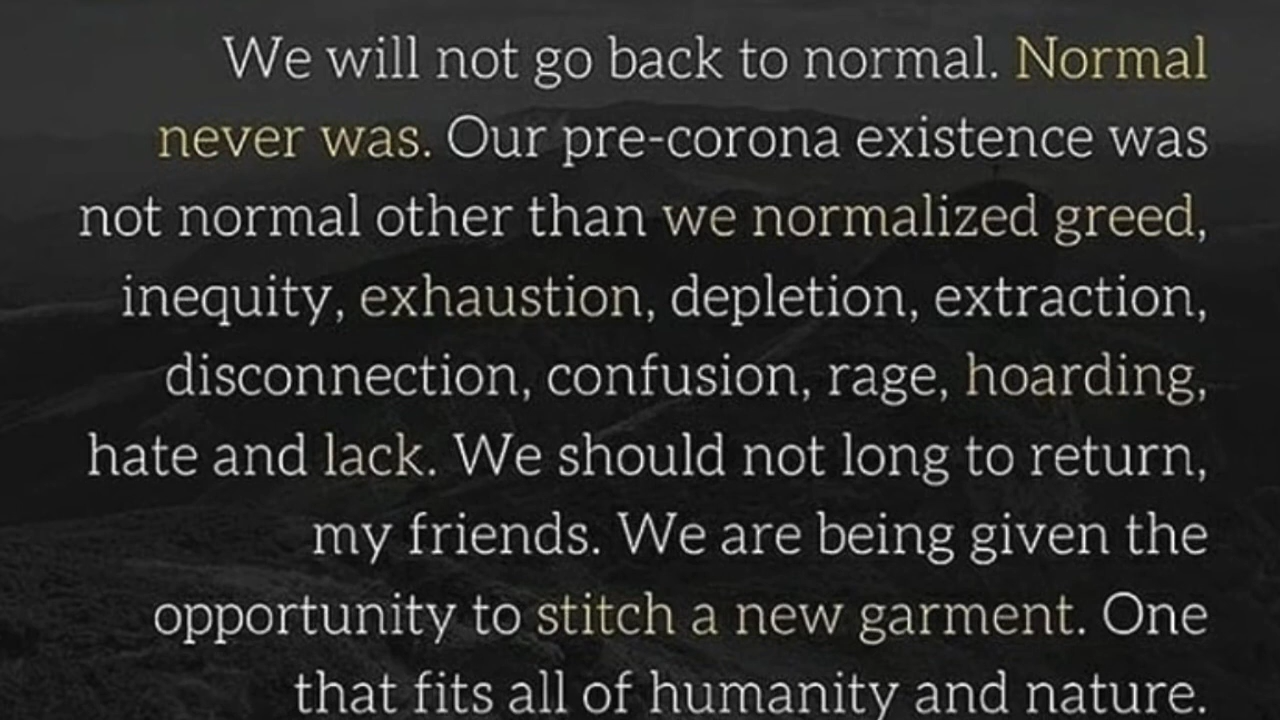 We will not go back to normal. Normal
never was. Our pre-corona existence was
not normal other than we normalized greed,
inequity, exhaustion, depletion, extraction,
disconnection, confusion, rage, hoarding,
hate and lack. We should not long to return,
my friends. We are being given the
opportunity to stitch a new garment. One
that fits all of humanity and nature.